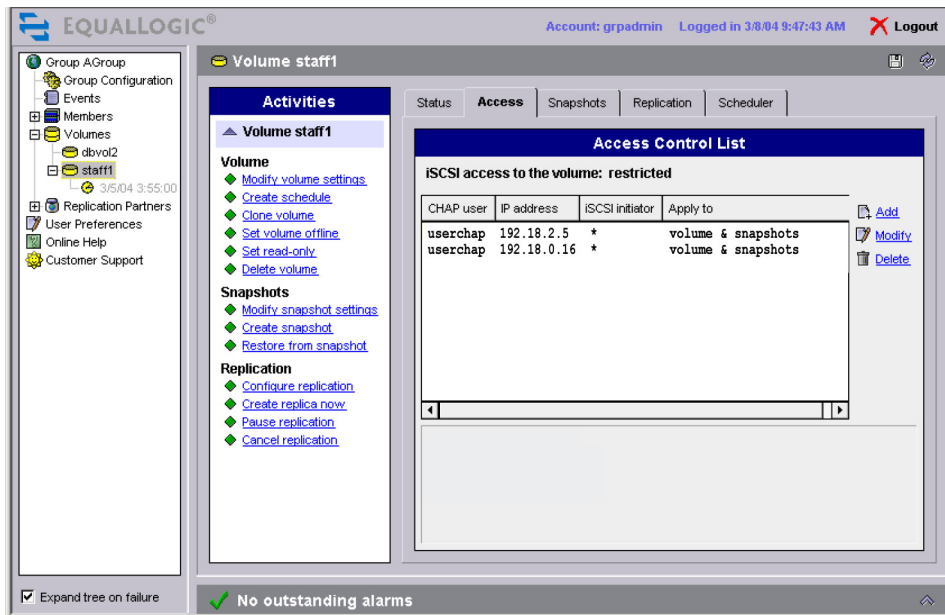 EQUALLOGIC®
Account: grpadmin Logged in 3/8/04 9:47:43 AM
Logout
Group AGroup
Group Configuration
Events
Members
Volumes
dbvol2
staff1
3/5/04 3:55:00
Replication Partners
User Preferences
Online Help
Customer Support
Expand tree on failure
Volume staff1
Activities
Volume staff1
Volume
Modify volume settings
Create schedule
Clone volume
Set volume offline
Set read-only
Delete volume
Snapshots
Modify snapshot settings
Create snapshot
Restore from snapshot
Replication
Configure replication
Create replica now
Pause replication
Cancel replication
Status Access Snapshots Replication Scheduler
Access Control List
iSCSI access to the volume: restricted
CHAP user IP address iSCSI initiator Apply to
userchap 192.18.2.5 * volume & snapshots
userchap 192.18.0.16 * volume & snapshots
Add
Modify
Delete
No outstanding alarms